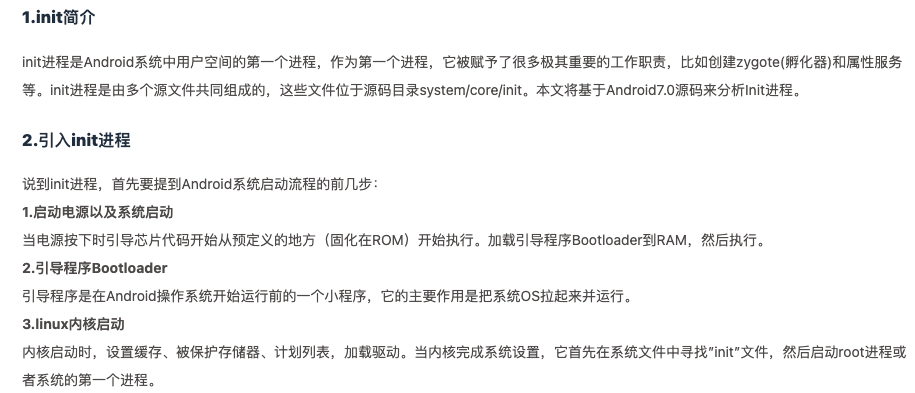 1.init简介
init进程是Android系统中用户空间的第一个进程，作为第一个进程，它被赋予了很多极其重要的工作职责，比如创建zygote(孵化器)和属性服务
等。init进程是由多个源文件共同组成的，这些文件位于源码目录system/core/init。本文将基于Android7.0源码来分析Init进程。
2.引入init进程
说到init进程，首先要提到Android系统启动流程的前几步：
1.启动电源以及系统启动
当电源按下时引导芯片代码开始从预定义的地方（固化在ROM）开始执行。加载引导程序Bootloader到RAM，然后执行。
2.引导程序Bootloader
引导程序是在Android操作系统开始运行前的一个小程序，它的主要作用是把系统OS拉起来并运行。
3.linux内核启动
内核启动时，设置缓存、被保护存储器、计划列表，加载驱动。当内核完成系统设置，它首先在系统文件中寻找”init”文件，然后启动root进程或
者系统的第一个进程。